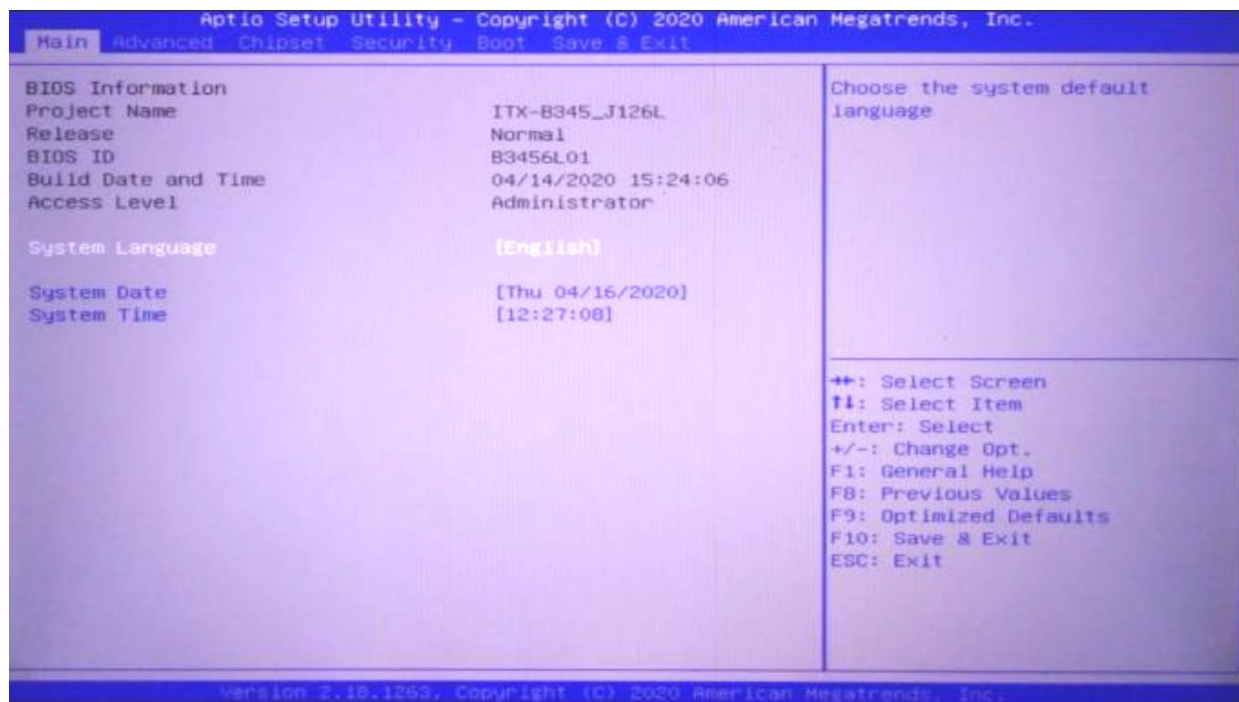 Aptio Setup Utility – Copyright (C) 2020 American Megatrends, Inc.
Main Advanced Chipset Security Boot Save & Exit
BIOS Information
Project Name ITX-B345_J126L
Release Normal
BIOS ID B3456L01
Build Date and Time 04/14/2020 15:24:06
Access Level Administrator
System Language [English]
System Date [Thu 04/16/2020]
System Time [12:27:08]
Choose the system default
language
→←: Select Screen
↑↓: Select Item
Enter: Select
+/-: Change Opt.
F1: General Help
F8: Previous Values
F9: Optimized Defaults
F10: Save & Exit
ESC: Exit
Version 2.18.1263. Copyright (C) 2020 American Megatrends, Inc.